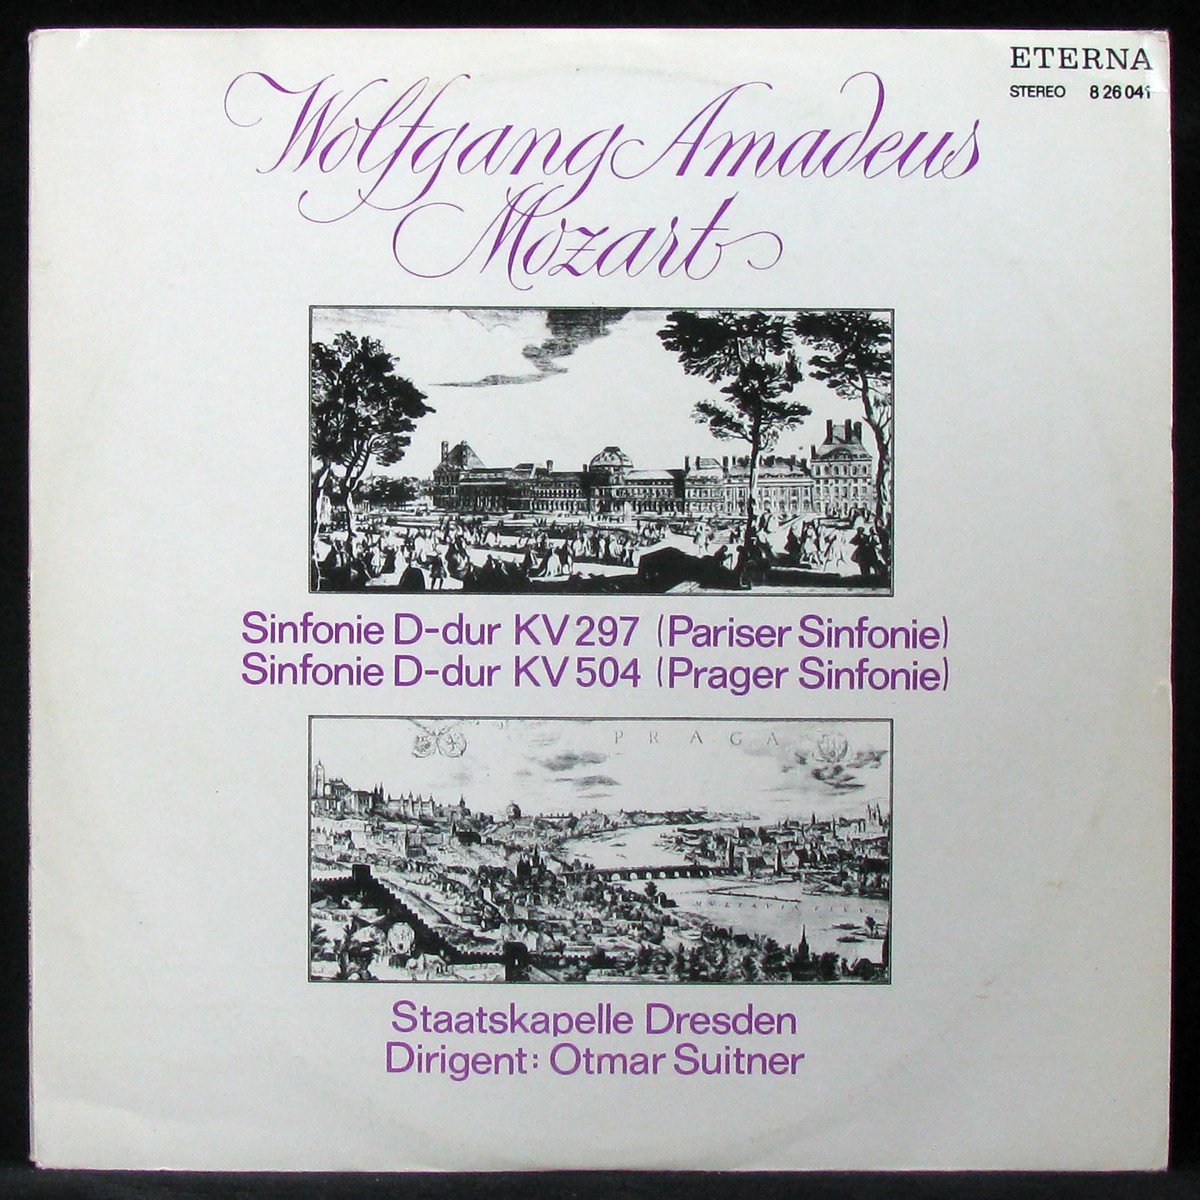 ETERNA
STEREO 8 26 041
Wolfgang Amadeus
Mozart
Sinfonie D-dur KV 297 (Pariser Sinfonie)
Sinfonie D-dur KV 504 (Prager Sinfonie)
PRAGA
Staatskapelle Dresden
Dirigent: Otmar Suitner